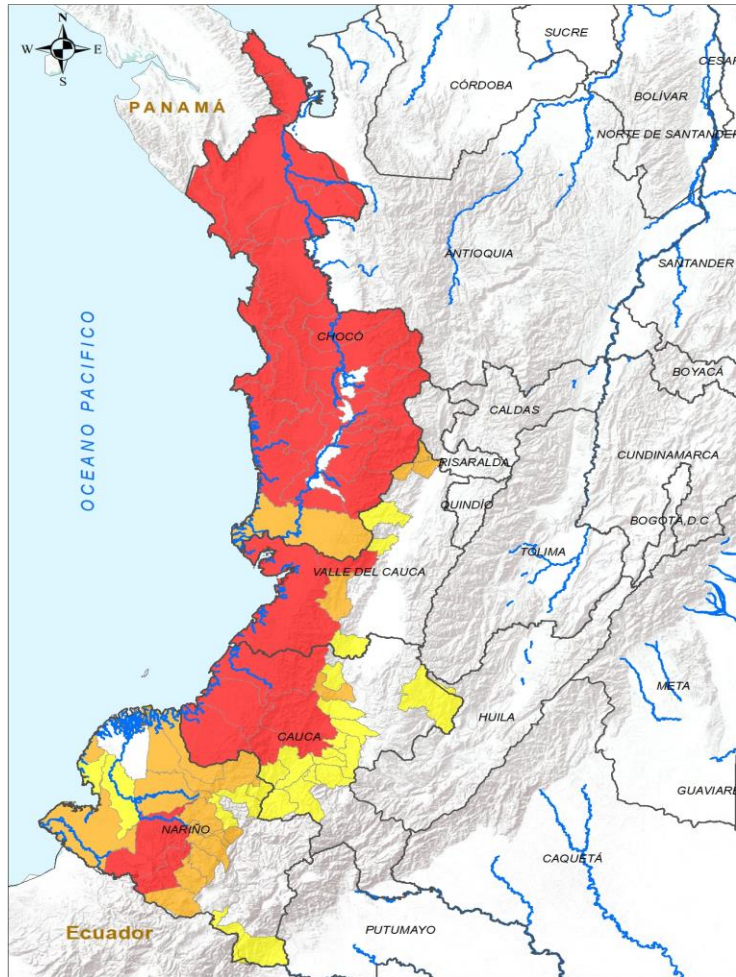 N
W E
S
PANAMÁ
SUCRE
CESAR
CÓRDOBA
BOLÍVAR
NORTE DE SANTANDER
ANTIOQUIA
SANTANDER
OCEANO PACIFICO
CHOCÓ
BOYACÁ
CALDAS
CUNDINAMARCA
RISARALDA
QUINDÍO
BOGOTÁ, D.C
TOLIMA
VALLE DEL CAUCA
META
HUILA
CAUCA
GUAVIARE
NARIÑO
CAQUETÁ
Ecuador
PUTUMAYO